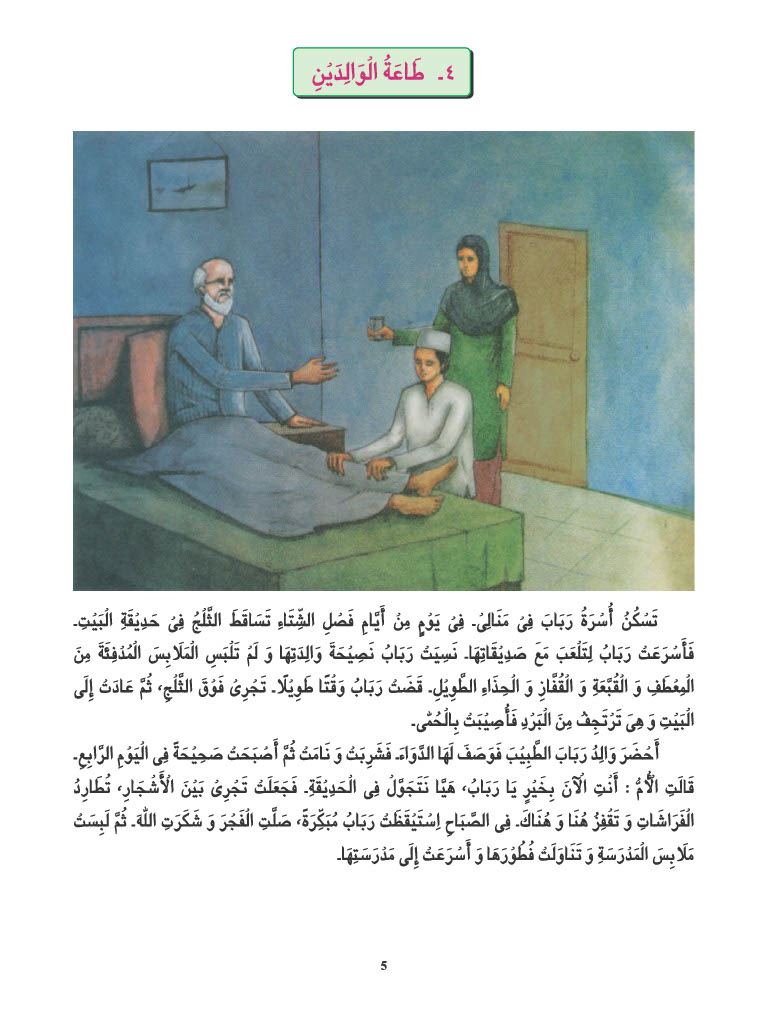 ٤۔ طَاعَةُ الْوَالِدَيْنِ
تَسْكُنُ أُسْرَةُ رَبَابَ فِيْ مَنَالِيْ۔ فِيْ يَوْمٍ مِنْ أَيَّامِ فَصْلِ الشِّتَاءِ تَسَاقَطَ الثَّلْجُ فِيْ حَدِيْقَةِ الْبَيْتِ۔
فَأَسْرَعَتْ رَبَابُ لِتَلْعَبَ مَعَ صَدِيْقَاتِهَا۔ نَسِيَتْ رَبَابُ نَصِيْحَةَ وَالِدَتِهَا وَ لَمْ تَلْبَسِ الْمَلَابِسَ الْمُدْفِئَةَ مِنَ
الْمِعْطَفِ وَ الْقُبَّعَةِ وَ الْقُفَّازِ وَ الْحِذَاءِ الطَّوِيْلِ۔ قَضَتْ رَبَابُ وَقْتًا طَوِيْلًا۔ تَجْرِيْ فَوْقَ الثَّلْجِ، ثُمَّ عَادَتْ إِلَى
الْبَيْتِ وَ هِيَ تَرْتَجِفُ مِنَ الْبَرْدِ فَأُصِيْبَتْ بِالْحُمّٰى۔
أَحْضَرَ وَالِدُ رَبَابَ الطَّبِيْبَ فَوَصَفَ لَهَا الدَّوَاءَ۔ فَشَرِبَتْ وَ نَامَتْ ثُمَّ أَصْبَحَتْ صَحِيْحَةً فِي الْيَوْمِ الرَّابِعِ۔
قَالَتِ الْأُمُّ : أَنْتِ الْآنَ بِخَيْرٍ يَا رَبَابُ، هَيَّا نَتَجَوَّلُ فِي الْحَدِيْقَةِ۔ فَجَعَلَتْ تَجْرِيْ بَيْنَ الْأَشْجَارِ، تُطَارِدُ
الْفَرَاشَاتِ وَ تَقْفِزُ هُنَا وَ هُنَاكَ۔ فِي الصَّبَاحِ اِسْتَيْقَظَتْ رَبَابُ مُبَكِّرَةً، صَلَّتِ الْفَجْرَ وَ شَكَرَتِ اللّٰهَ۔ ثُمَّ لَبِسَتْ
مَلَابِسَ الْمَدْرَسَةِ وَ تَنَاوَلَتْ فُطُوْرَهَا وَ أَسْرَعَتْ إِلَى مَدْرَسَتِهَا۔
5